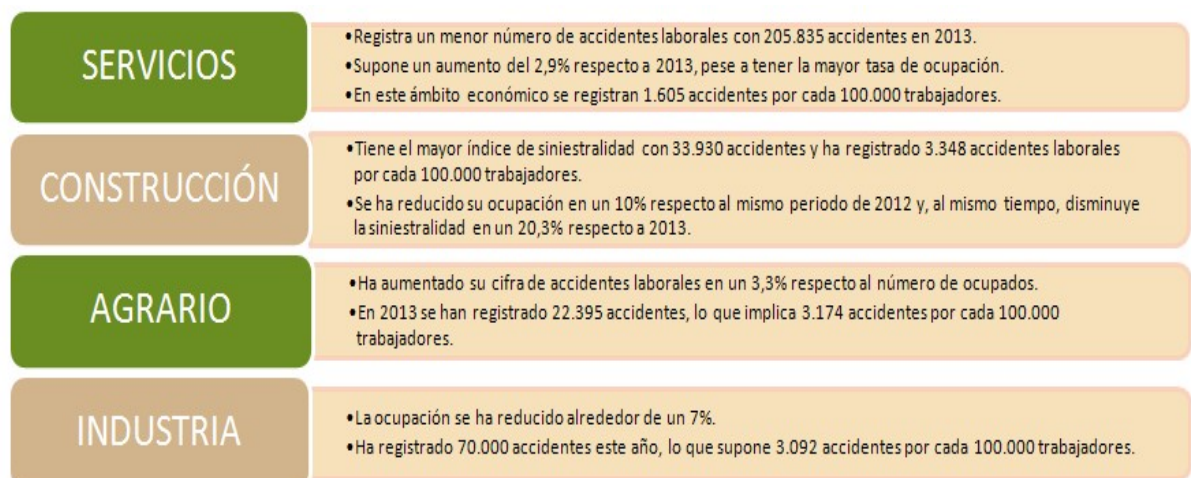 SERVICIOS
•Registra un menor número de accidentes laborales con 205.835 accidentes en 2013.
•Supone un aumento del 2,9% respecto a 2013, pese a tener la mayor tasa de ocupación.
•En este ámbito económico se registran 1.605 accidentes por cada 100.000 trabajadores.
CONSTRUCCIÓN
•Tiene el mayor índice de siniestralidad con 33.930 accidentes y ha registrado 3.348 accidentes laborales
por cada 100.000 trabajadores.
•Se ha reducido su ocupación en un 10% respecto al mismo periodo de 2012 y, al mismo tiempo, disminuye
la siniestralidad en un 20,3% respecto a 2013.
AGRARIO
•Ha aumentado su cifra de accidentes laborales en un 3,3% respecto al número de ocupados.
•En 2013 se han registrado 22.395 accidentes, lo que implica 3.174 accidentes por cada 100.000
trabajadores.
INDUSTRIA
•La ocupación se ha reducido alrededor de un 7%.
•Ha registrado 70.000 accidentes este año, lo que supone 3.092 accidentes por cada 100.000 trabajadores.